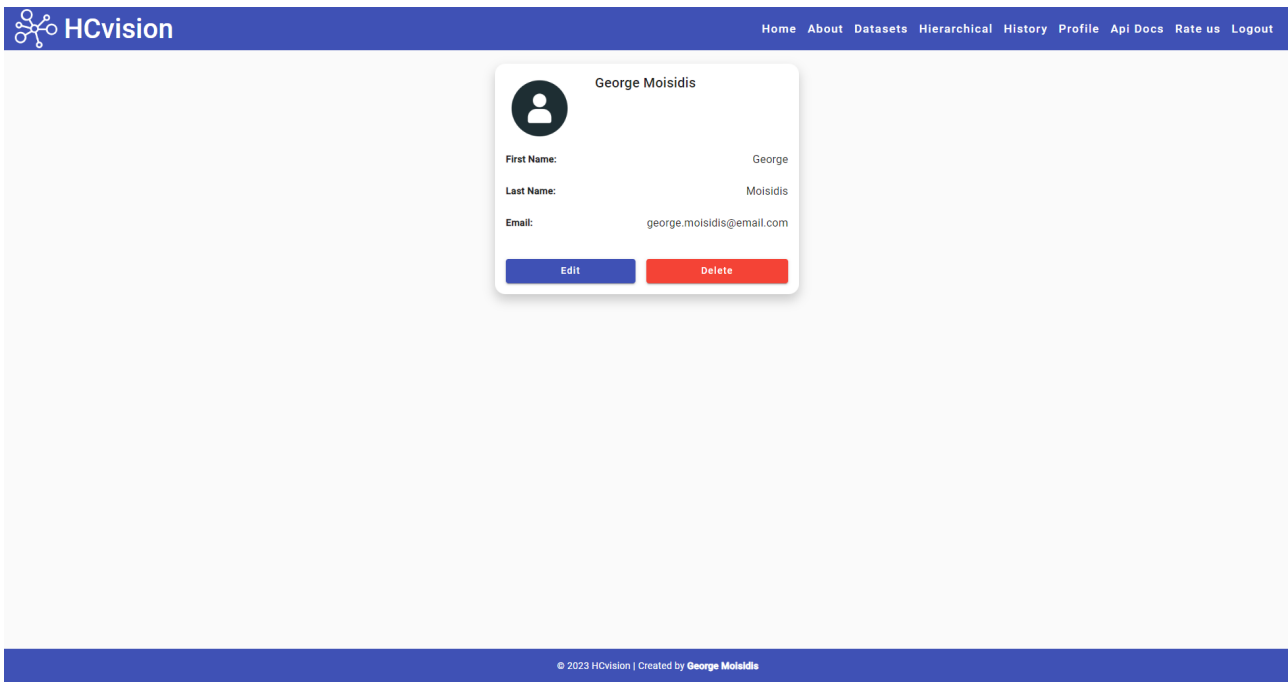 HCvision
Home About Datasets Hierarchical History Profile Api Docs Rate us Logout
George Moisidis
First Name: George
Last Name: Moisidis
Email: george.moisidis@email.com
Edit Delete
© 2023 HCvision | Created by George Moisidis